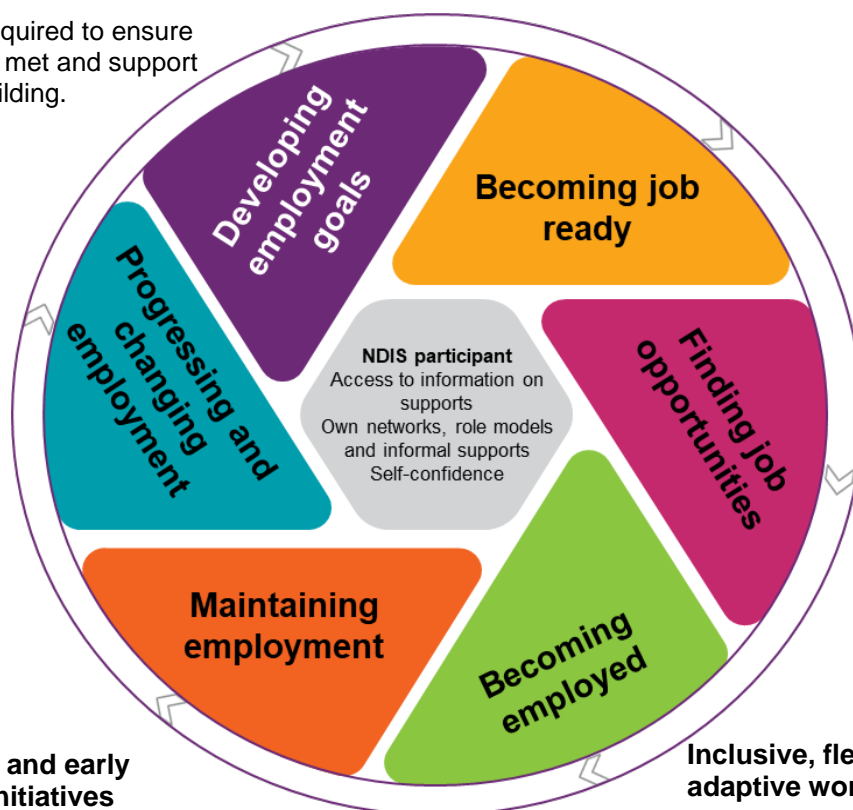 quired to ensure
met and support
ilding.
Developing
employment
goals
Becoming job
ready
Finding job
opportunities
Becoming
employed
Maintaining
employment
Progressing and
changing
employment
NDIS participant
Access to information on
supports
Own networks, role models
and informal supports
Self-confidence
and early
nitiatives
Inclusive, fle
adaptive wor